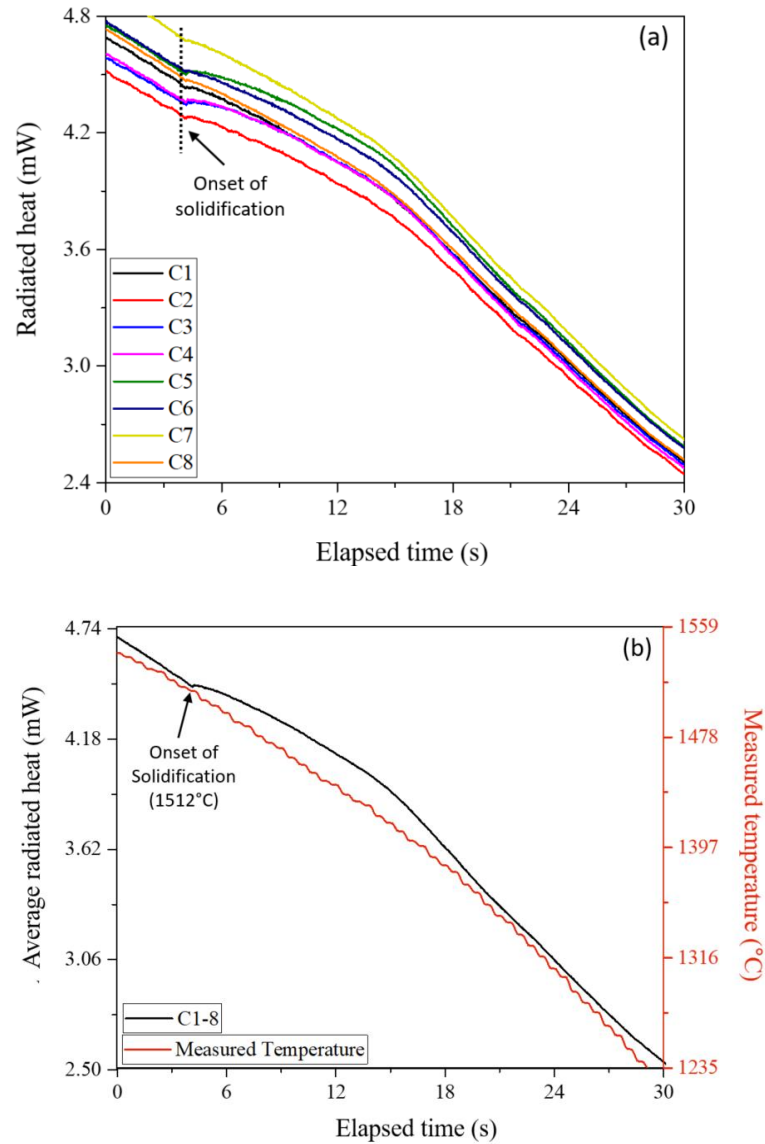 (a)
4.8
4.2
3.6
3.0
2.4
Radiated heat (mW)
Onset of
solidification
C1
C2
C3
C4
C5
C6
C7
C8
0 6 12 18 24 30
Elapsed time (s)
(b)
4.74
4.18
3.62
3.06
2.50
. Average radiated heat (mW)
1559
1478
1397
1316
1235
Measured temperature (°C)
Onset of
Solidification
(1512°C)
C1-8
Measured Temperature
0 6 12 18 24 30
Elapsed time (s)